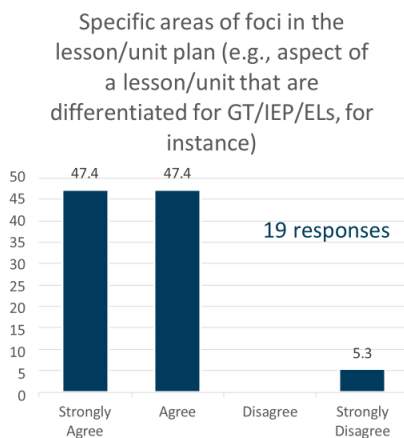 Specific areas of foci in the
lesson/unit plan (e.g., aspect of
a lesson/unit that are
differentiated for GT/IEP/ELs, for
instance)
50
45
40
35
30
25
20
15
10
5
0
47.4
47.4
19 responses
5.3
Strongly
Agree
Agree
Disagree
Strongly
Disagree